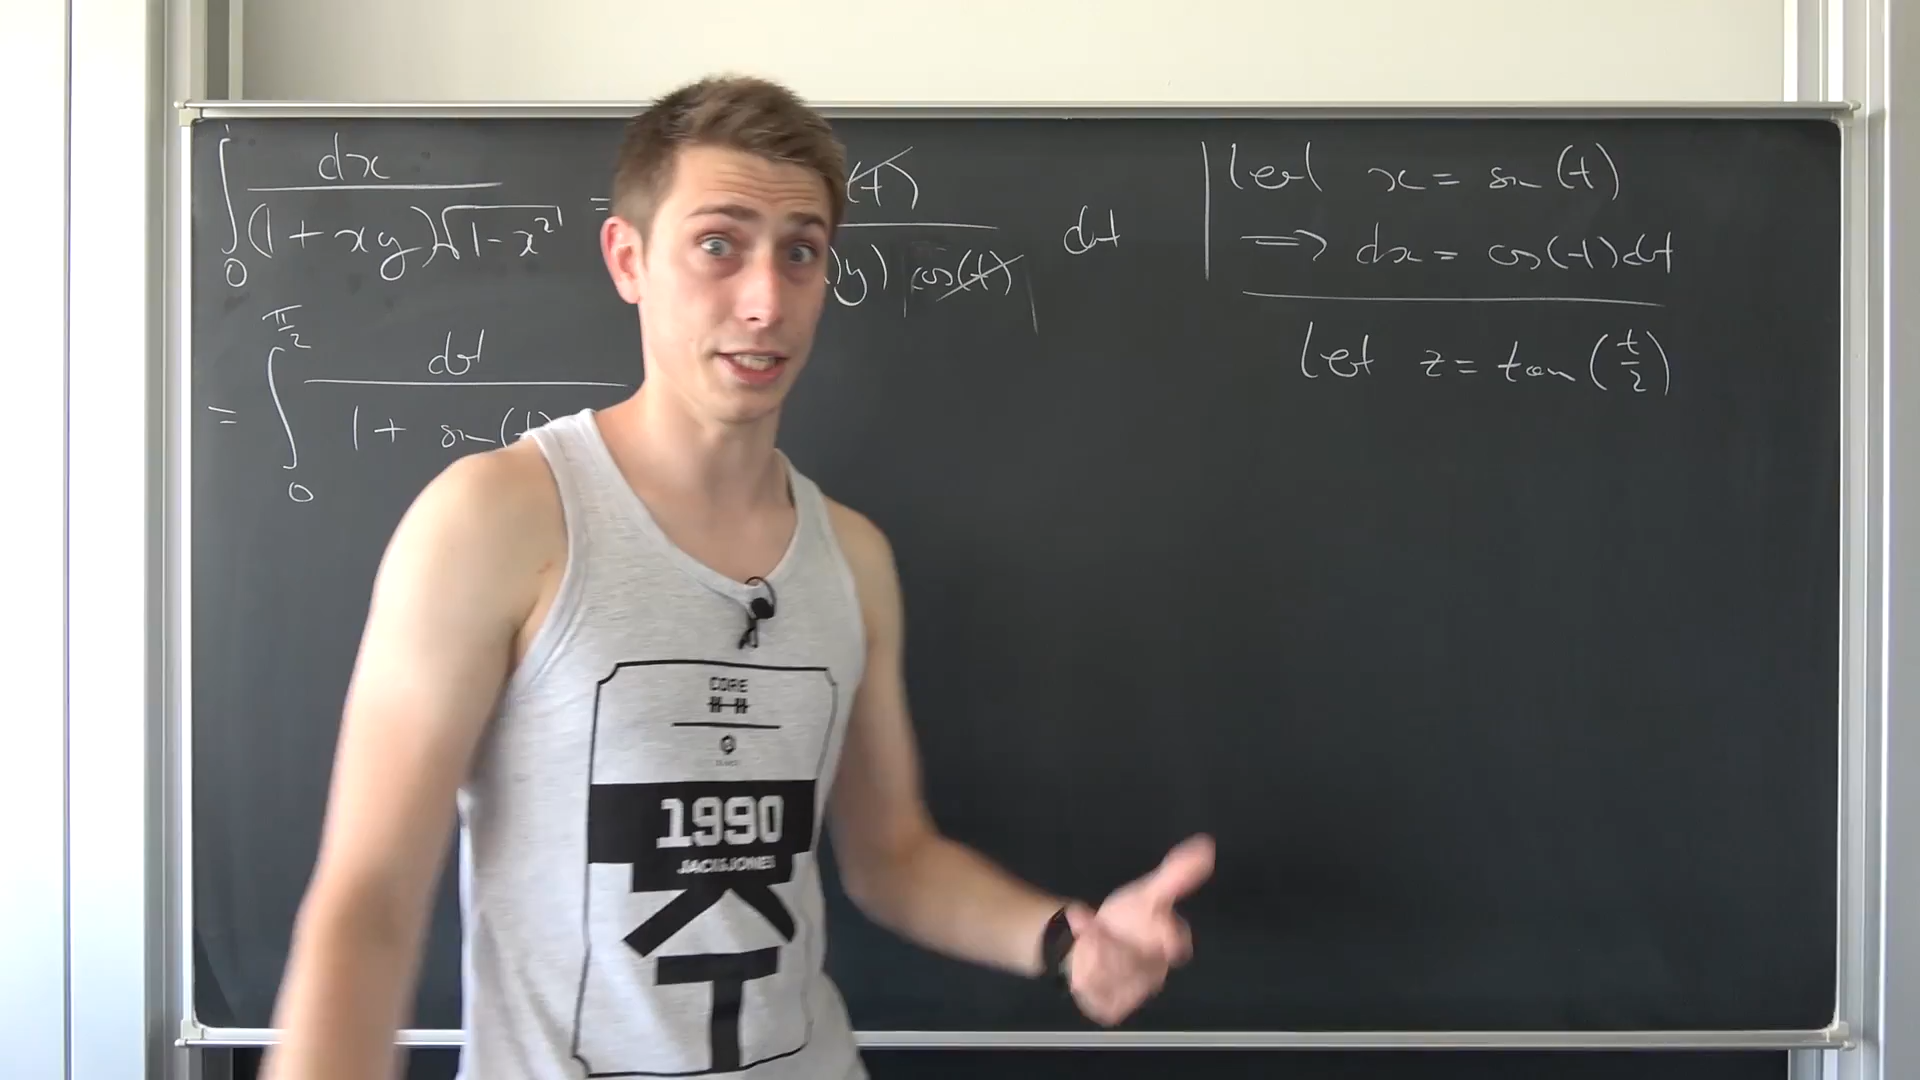 ∫₀¹ dx / (1 + xy)√(1 - x²) =
(t) / )y) cos(t) dt
= ∫₀^(π/2) dt / 1 + sin(t)
let x = sin(t)
⟹ dx = cos(t)dt
let z = tan(t/2)
CORE
1990
JACK&JONES